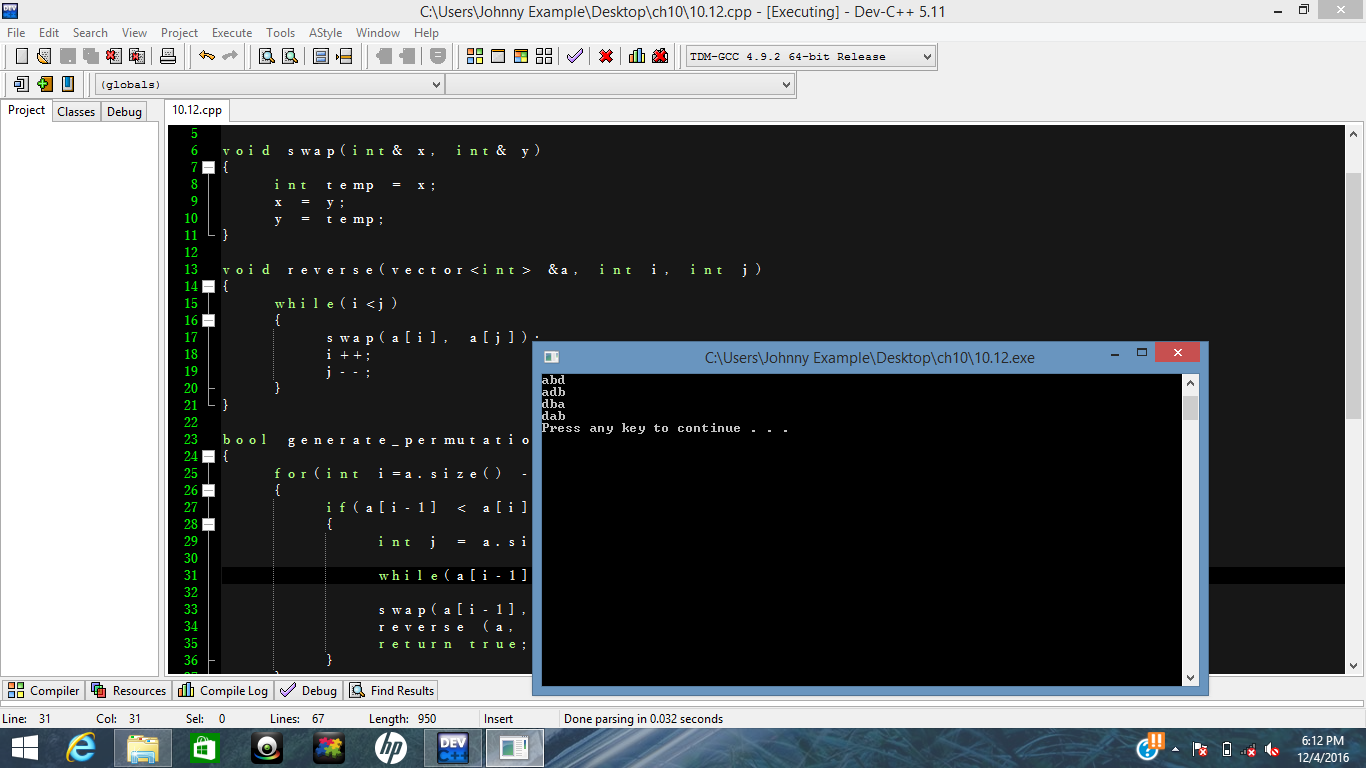 C:\Users\Johnny Example\Desktop\ch10\10.12.cpp - [Executing] - Dev-C++ 5.11
File Edit Search View Project Execute Tools AStyle Window Help
TDM-GCC 4.9.2 64-bit Release
(globals)
Project Classes Debug 10.12.cpp
5
6 void swap(int& x, int& y)
7 {
8 int temp = x;
9 x = y;
10 y = temp;
11 }
12
13 void reverse(vector<int> &a, int i, int j)
14 {
15 while(i<j)
16 {
17 swap(a[i], a[j]);
18 i++;
19 j--;
20 }
21 }
22
23 bool generate_permutatio
24 {
25 for(int i=a.size() -
26 {
27 if(a[i-1] < a[i]
28 {
29 int j = a.si
30
31 while(a[i-1]
32
33 swap(a[i-1],
34 reverse (a,
35 return true;
36 }
C:\Users\Johnny Example\Desktop\ch10\10.12.exe
abd
adb
dba
dab
Press any key to continue . . .
Compiler Resources Compile Log Debug Find Results
Line: 31 Col: 31 Sel: 0 Lines: 67 Length: 950 Insert Done parsing in 0.032 seconds
hp DEV C++
6:12 PM
12/4/2016